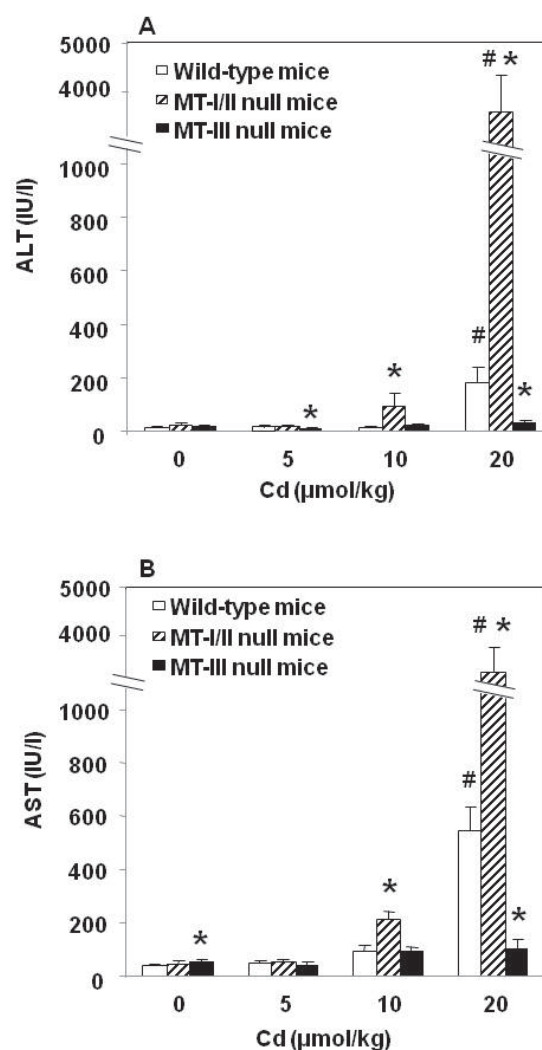 A
5000
4000
1000
800
600
400
200
0
ALT (IU/l)
Wild-type mice
MT-I/II null mice
MT-III null mice
# *
#
*
*
*
0 5 10 20
Cd (µmol/kg)
B
5000
4000
1000
800
600
400
200
0
AST (IU/l)
Wild-type mice
MT-I/II null mice
MT-III null mice
# *
#
*
*
*
0 5 10 20
Cd (µmol/kg)